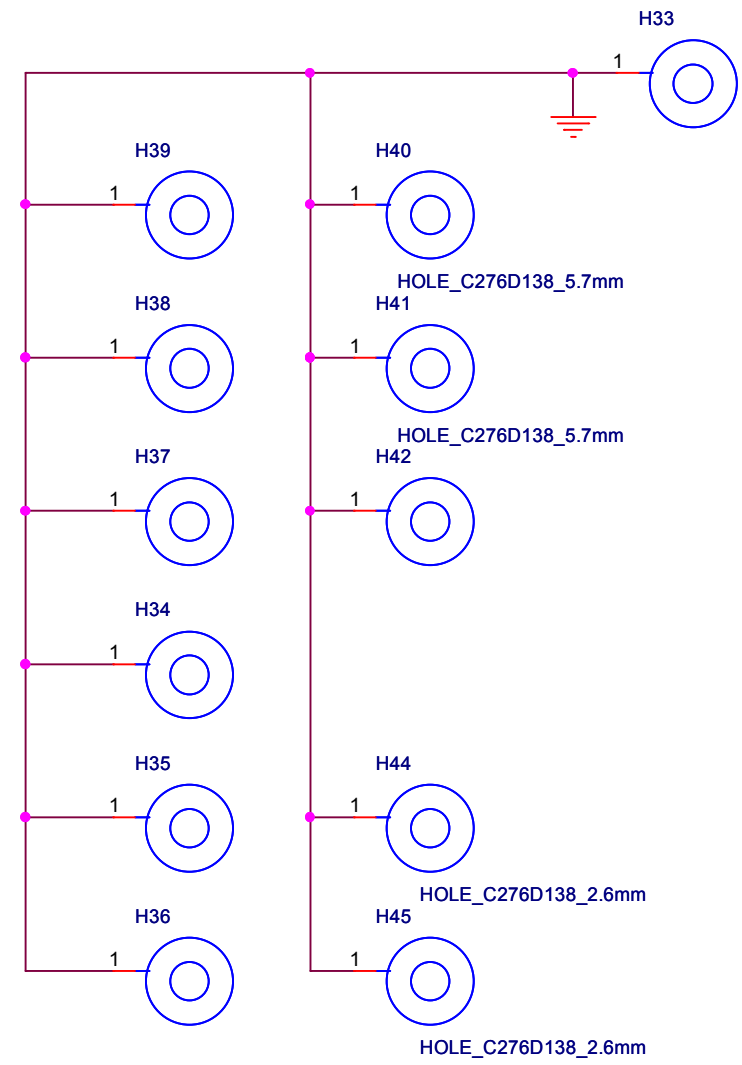 H33
1
H39
H40
1
1
HOLE_C276D138_5.7mm
H38
H41
1
1
HOLE_C276D138_5.7mm
H37
H42
1
1
H34
1
H35
H44
1
1
HOLE_C276D138_2.6mm
H36
H45
1
1
HOLE_C276D138_2.6mm